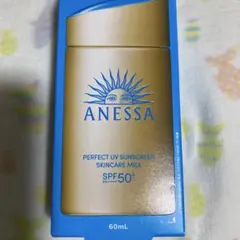 ANESSA
PERFECT UV SUNSCREEN
SKINCARE MILK
SPF50+
60mL